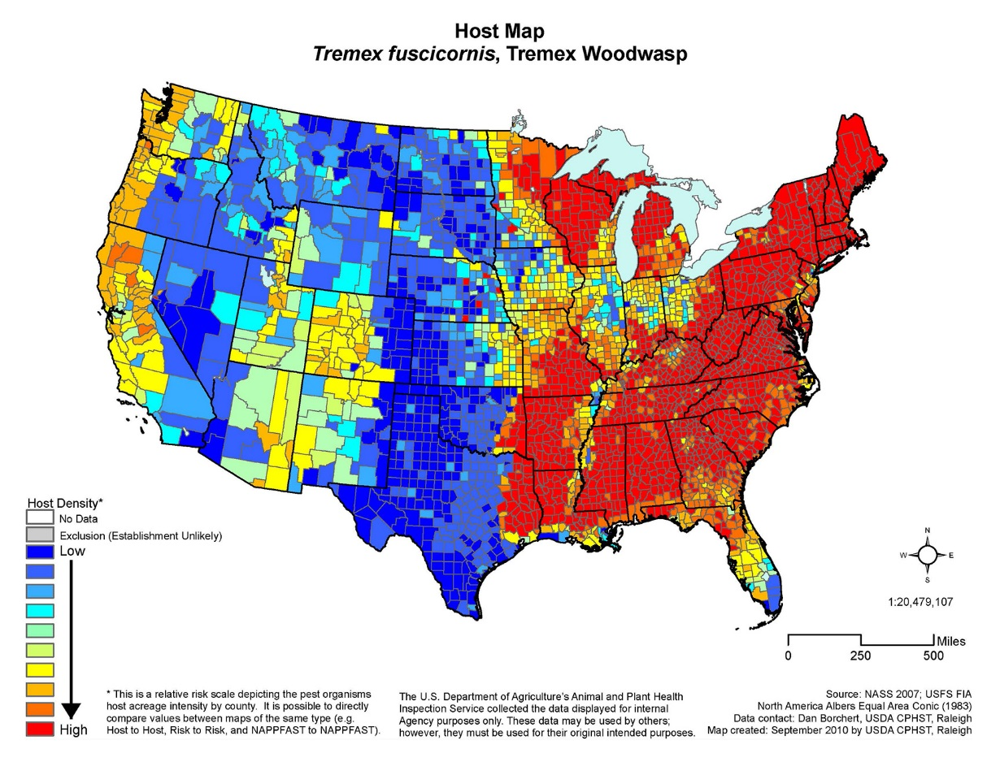 Host Map
Tremex fuscicornis, Tremex Woodwasp
Host Density*
No Data
Exclusion (Establishment Unlikely)
Low
High
* This is a relative risk scale depicting the pest organisms
host acreage intensity by county. It is possible to directly
compare values between maps of the same type (e.g.
Host to Host, Risk to Risk, and NAPPFAST to NAPPFAST).
The U.S. Department of Agriculture's Animal and Plant Health
Inspection Service collected the data displayed for internal
Agency purposes only. These data may be used by others;
however, they must be used for their original intended purposes.
N
W E
S
1:20,479,107
Miles
0 250 500
Source: NASS 2007; USFS FIA
North America Albers Equal Area Conic (1983)
Data contact: Dan Borchert, USDA CPHST, Raleigh
Map created: September 2010 by USDA CPHST, Raleigh